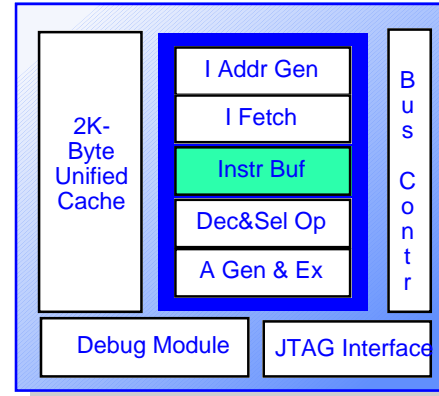 2K-
Byte
Unified
Cache
I Addr Gen
I Fetch
Instr Buf
Dec&Sel Op
A Gen & Ex
B
u
s
C
o
n
t
r
Debug Module
JTAG Interface